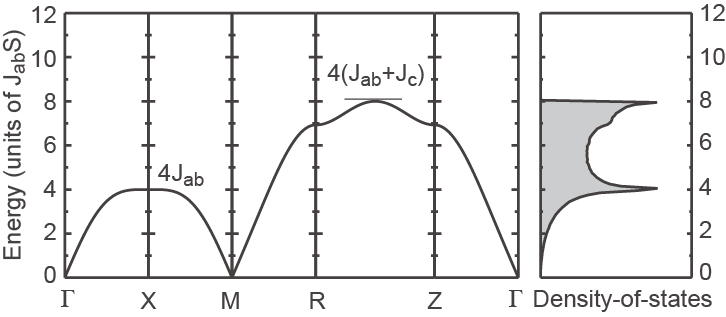 12 12
10 10
8 4(Jab+Jc) 8
6 6
4 4Jab 4
2 2
0 0
Energy (units of JabS)
Γ X M R Z Γ Density-of-states